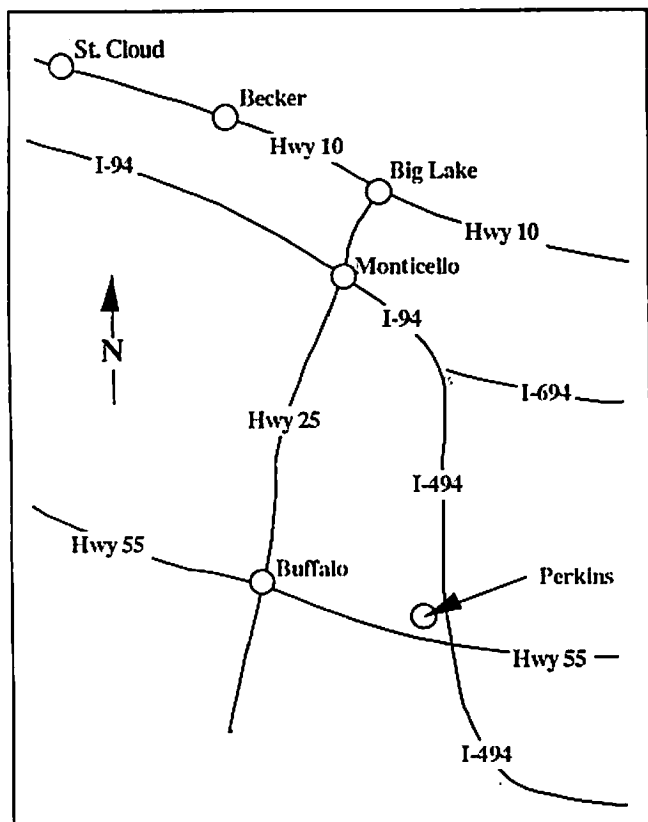 St. Cloud
Becker
Hwy 10
I-94
Big Lake
Hwy 10
Monticello
I-94
N
I-694
Hwy 25
I-494
Hwy 55
Buffalo
Perkins
Hwy 55
I-494